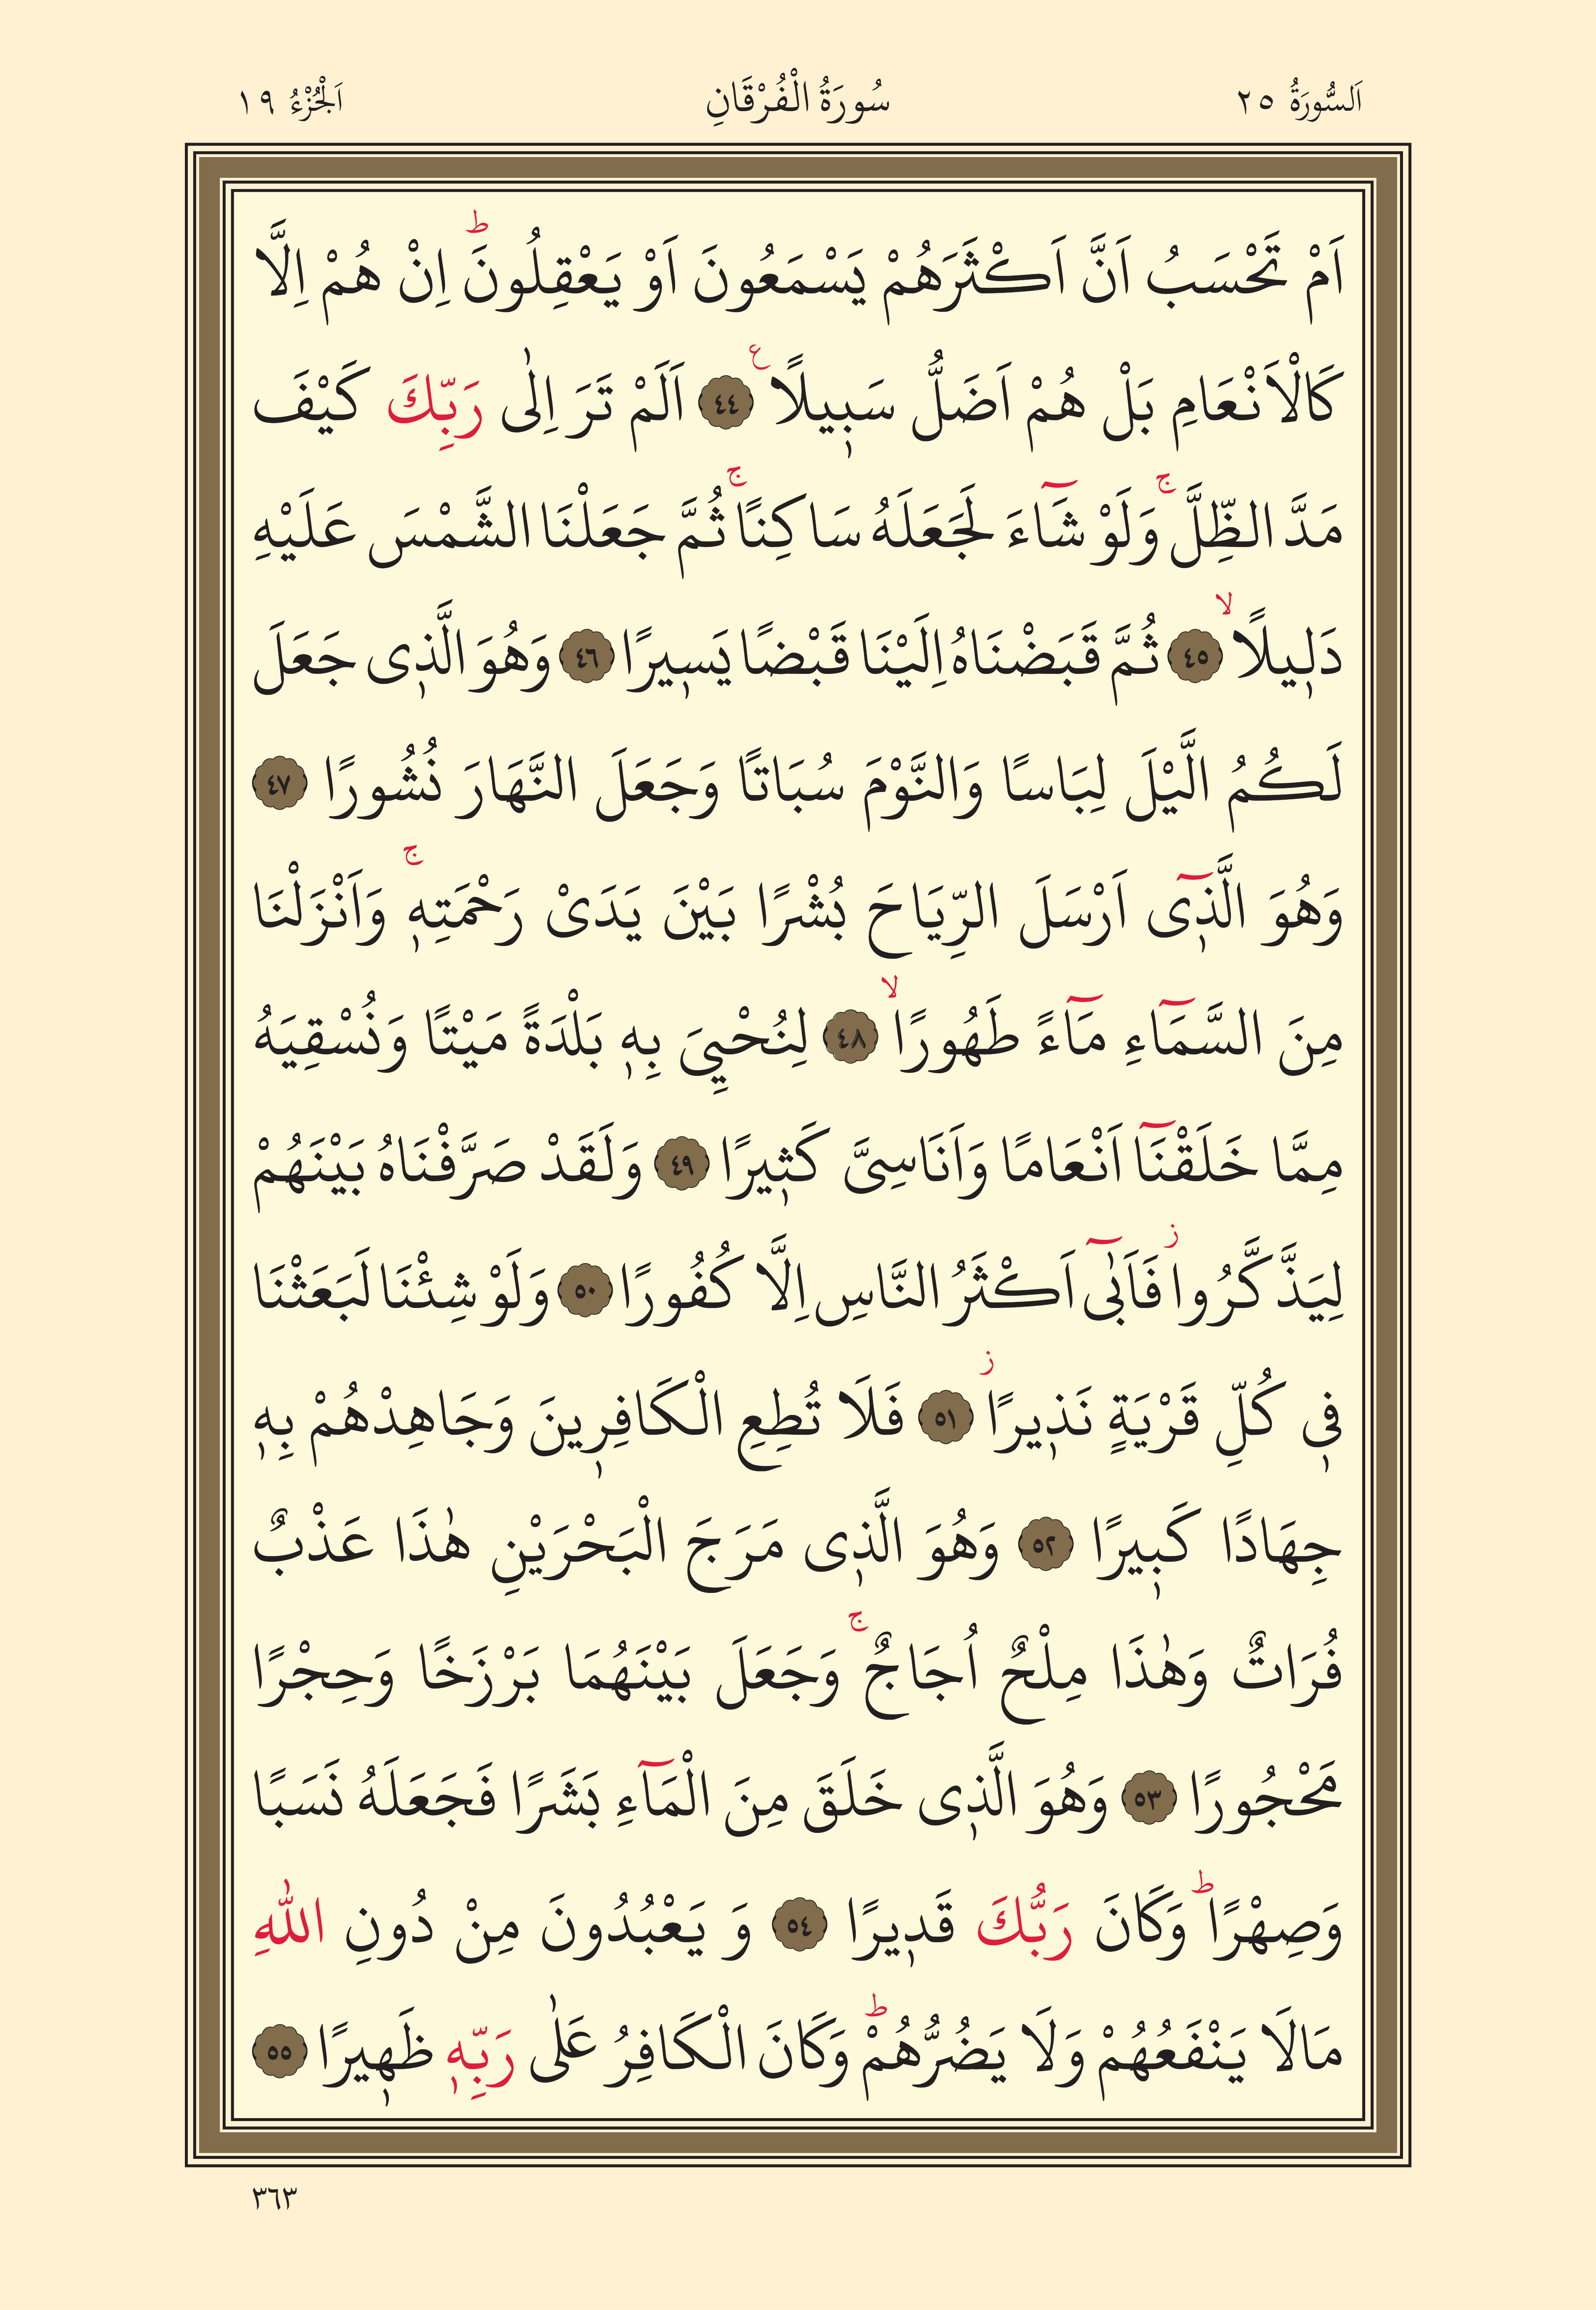 اَلسُّورَةُ ٢٥ سُورَةُ الْفُرْقَانِ اَلْجُزْءُ ١٩
اَمْ تَحْسَبُ اَنَّ اَكْثَرَهُمْ يَسْمَعُونَ اَوْ يَعْقِلُونَۜ اِنْ هُمْ اِلَّا
كَالْاَنْعَامِ بَلْ هُمْ اَضَلُّ سَب۪يلًا ع ٤٤ اَلَمْ تَرَ اِلٰى رَبِّكَ كَيْفَ
مَدَّ الظِّلَّۚ وَلَوْ شَٓاءَ لَجَعَلَهُ سَاكِنًاۚ ثُمَّ جَعَلْنَا الشَّمْسَ عَلَيْهِ
دَل۪يلًاۙ ٤٥ ثُمَّ قَبَضْنَاهُ اِلَيْنَا قَبْضًا يَس۪يرًا ٤٦ وَهُوَ الَّذ۪ى جَعَلَ
لَكُمُ الَّيْلَ لِبَاسًا وَالنَّوْمَ سُبَاتًا وَجَعَلَ النَّهَارَ نُشُورًا ٤٧
وَهُوَ الَّذ۪ٓى اَرْسَلَ الرِّيَاحَ بُشْرًا بَيْنَ يَدَىْ رَحْمَتِه۪ۚ وَاَنْزَلْنَا
مِنَ السَّمَٓاءِ مَٓاءً طَهُورًاۙ ٤٨ لِنُحْيِىَ بِه۪ بَلْدَةً مَيْتًا وَنُسْقِيَهُ
مِمَّا خَلَقْنَٓا اَنْعَامًا وَاَنَاسِىَّ كَث۪يرًا ٤٩ وَلَقَدْ صَرَّفْنَاهُ بَيْنَهُمْ
لِيَذَّكَّرُوا ز فَاَبٰٓى اَكْثَرُ النَّاسِ اِلَّا كُفُورًا ٥٠ وَلَوْ شِئْنَا لَبَعَثْنَا
ف۪ى كُلِّ قَرْيَةٍ نَذ۪يرًا ز ٥١ فَلَا تُطِعِ الْكَافِر۪ينَ وَجَاهِدْهُمْ بِه۪
جِهَادًا كَب۪يرًا ٥٢ وَهُوَ الَّذ۪ى مَرَجَ الْبَحْرَيْنِ هٰذَا عَذْبٌ
فُرَاتٌ وَهٰذَا مِلْحٌ اُجَاجٌۚ وَجَعَلَ بَيْنَهُمَا بَرْزَخًا وَحِجْرًا
مَحْجُورًا ٥٣ وَهُوَ الَّذ۪ى خَلَقَ مِنَ الْمَٓاءِ بَشَرًا فَجَعَلَهُ نَسَبًا
وَصِهْرًاۜ وَكَانَ رَبُّكَ قَد۪يرًا ٥٤ وَ يَعْبُدُونَ مِنْ دُونِ اللّٰهِ
مَالَا يَنْفَعُهُمْ وَلَا يَضُرُّهُمْۜ وَكَانَ الْكَافِرُ عَلٰى رَبِّه۪ ظَه۪يرًا ٥٥
٣٦٣